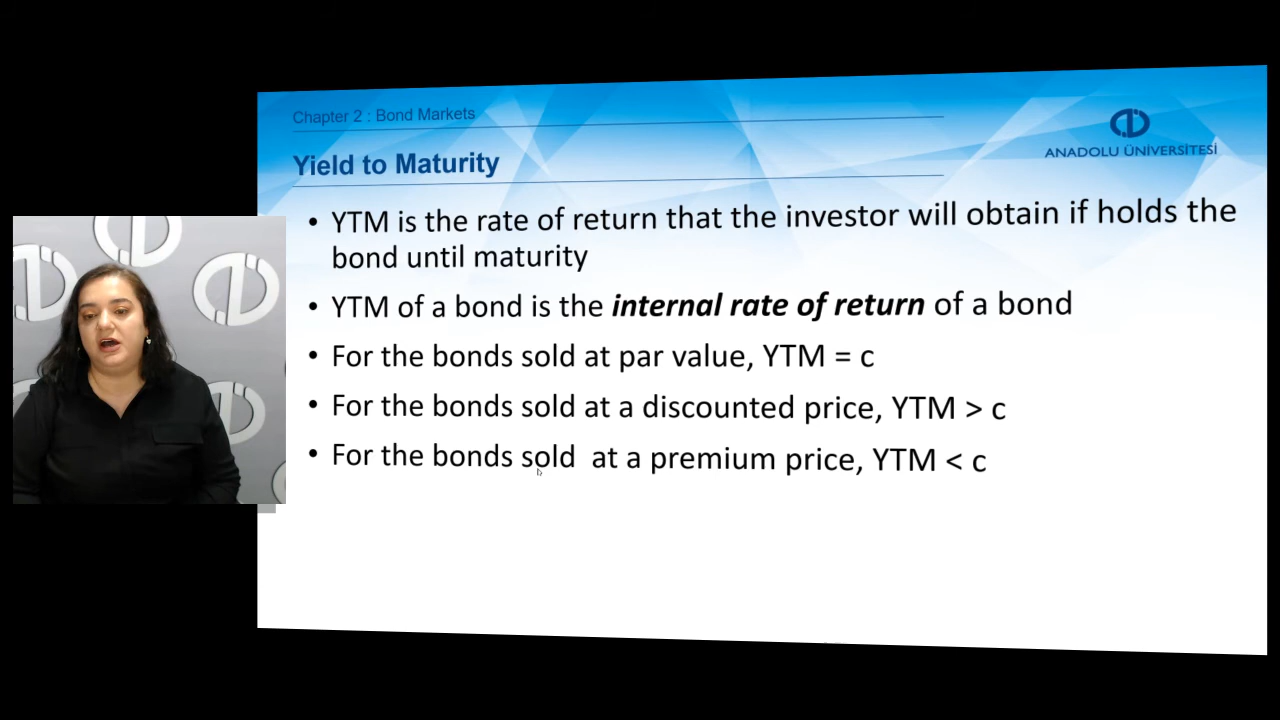 Chapter 2 : Bond Markets
ANADOLU ÜNİVERSİTESİ
Yield to Maturity
• YTM is the rate of return that the investor will obtain if holds the
bond until maturity
• YTM of a bond is the internal rate of return of a bond
• For the bonds sold at par value, YTM = c
• For the bonds sold at a discounted price, YTM > c
• For the bonds sold at a premium price, YTM < c